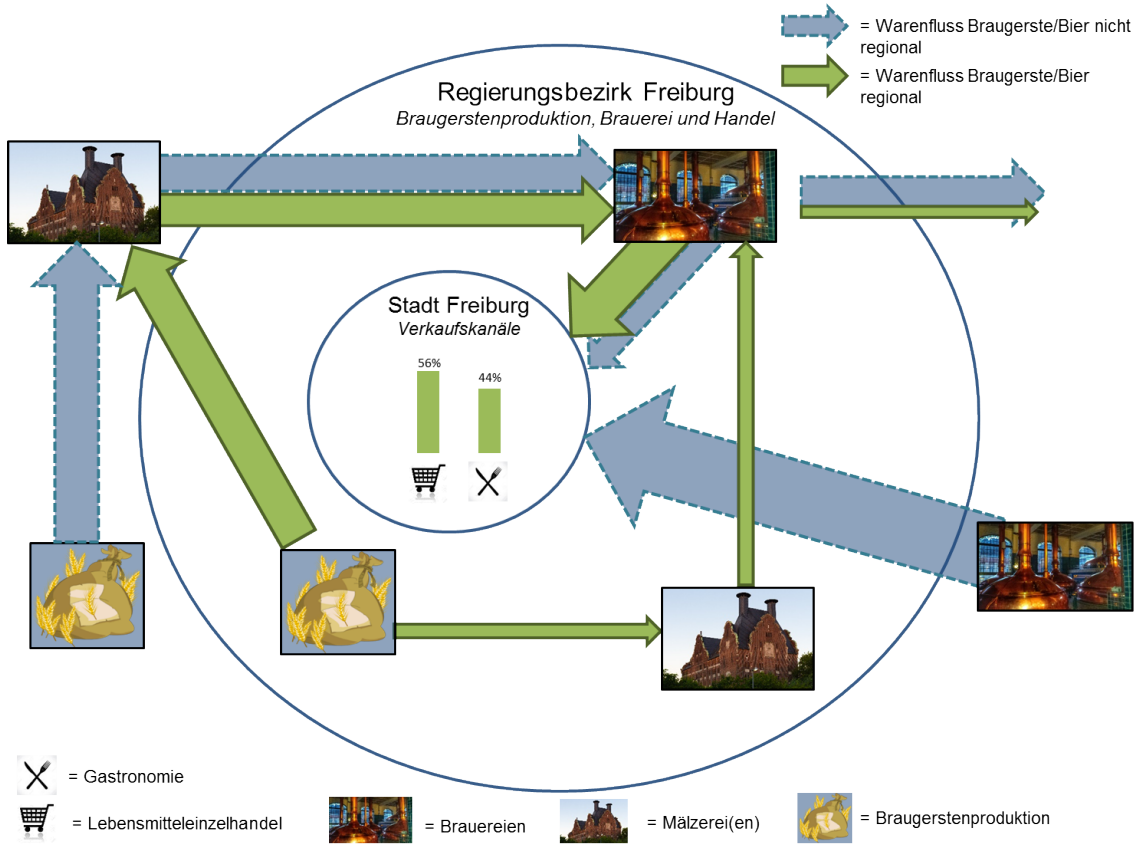 = Warenfluss Braugerste/Bier nicht
regional
= Warenfluss Braugerste/Bier
regional
Regierungsbezirk Freiburg
Braugerstenproduktion, Brauerei und Handel
Stadt Freiburg
Verkaufskanäle
56%
44%
= Gastronomie
= Lebensmitteleinzelhandel
= Brauereien
= Mälzerei(en)
= Braugerstenproduktion